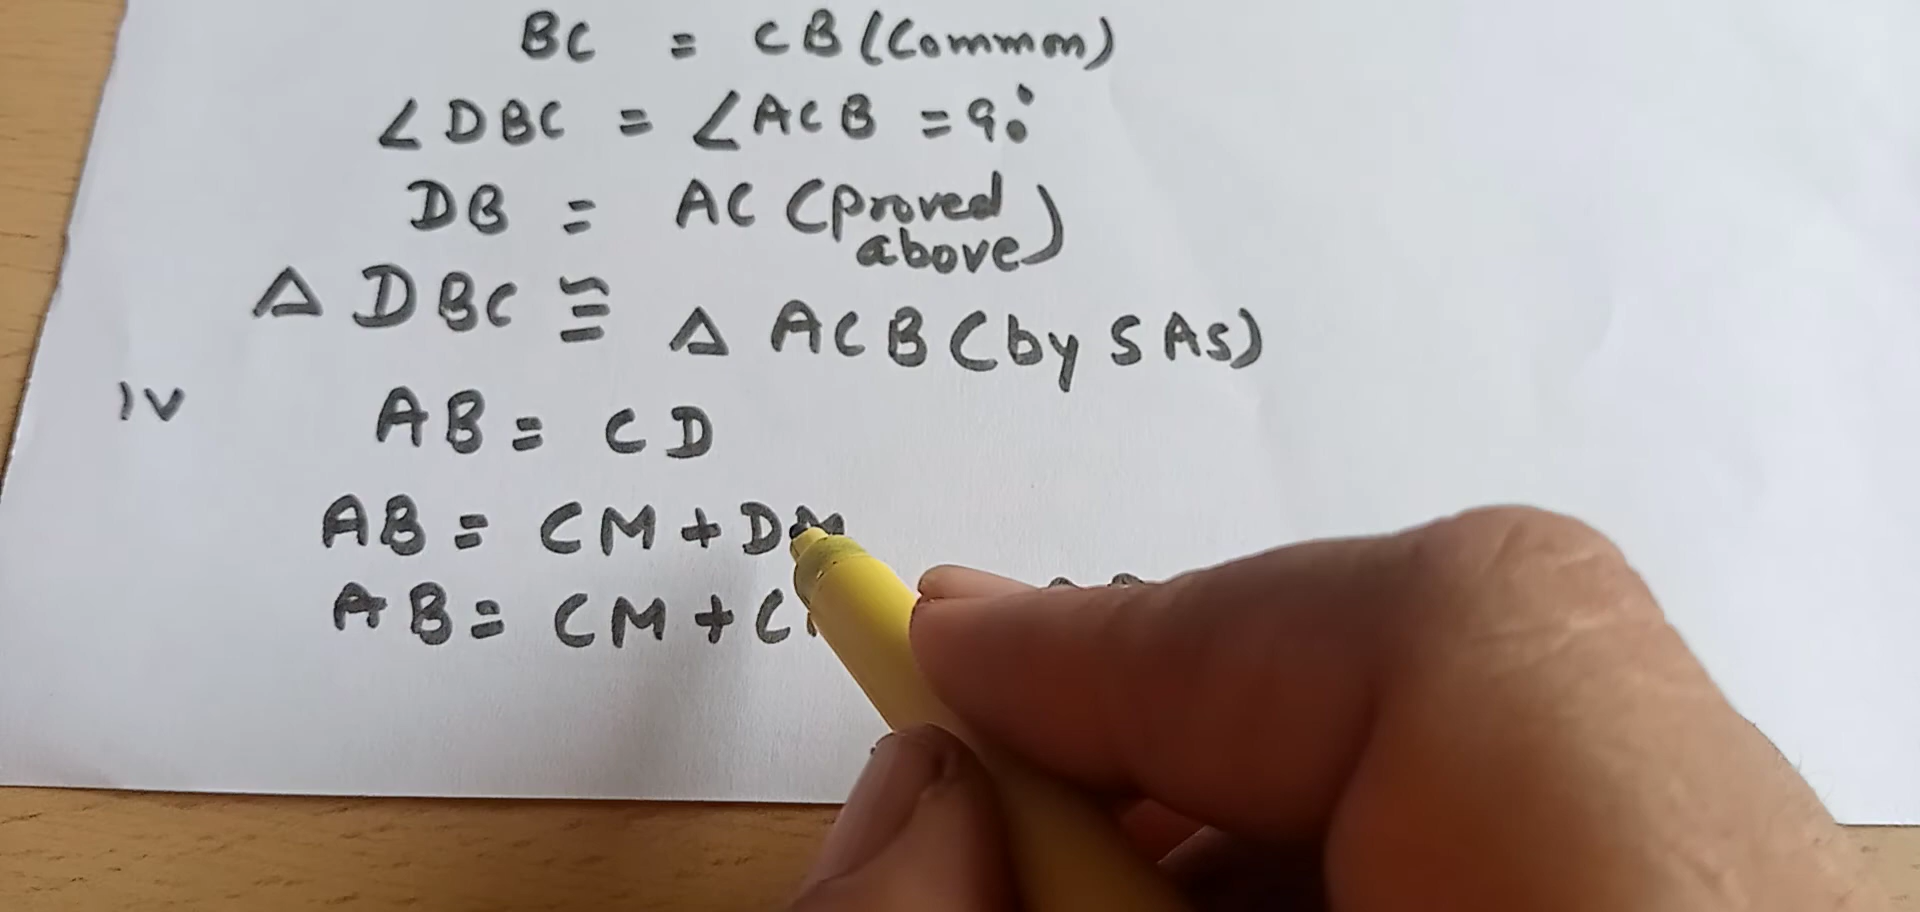 BC = CB (Common)
∠DBC = ∠ACB = 90°
DB = AC (proved above)
△ DBC ≅ △ ACB (by SAS)
iv AB = CD
AB = CM + DM
AB = CM +